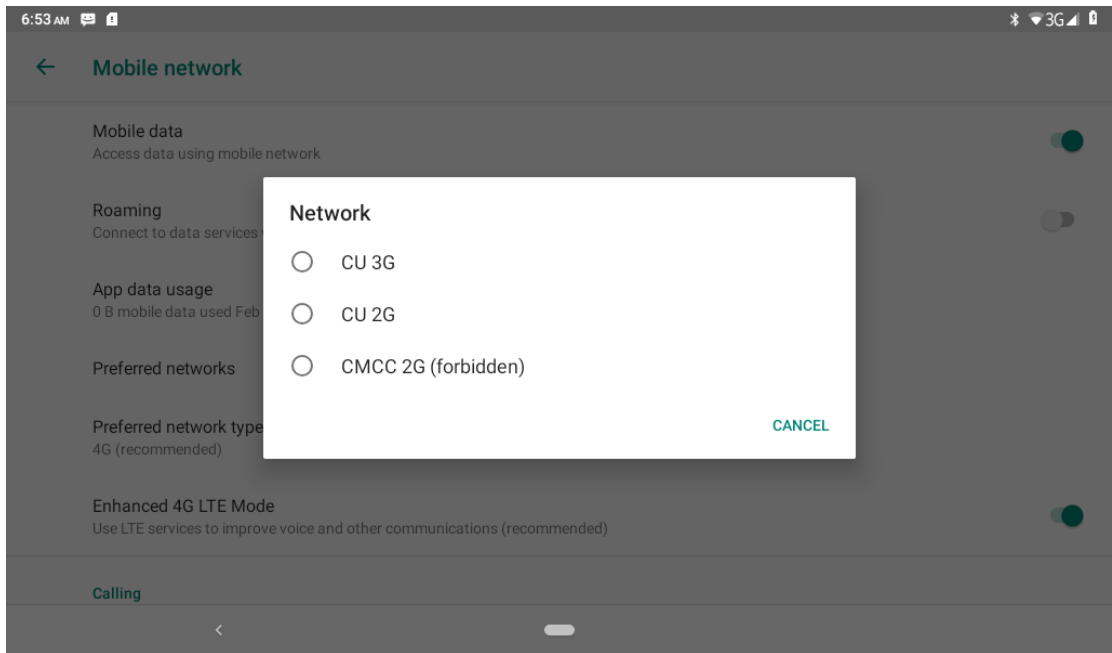 6:53 AM
3G
Mobile network
Mobile data
Access data using mobile network
Roaming
Connect to data services
App data usage
0 B mobile data used Feb
Preferred networks
Preferred network type
4G (recommended)
Enhanced 4G LTE Mode
Use LTE services to improve voice and other communications (recommended)
Calling
Network
CU 3G
CU 2G
CMCC 2G (forbidden)
CANCEL